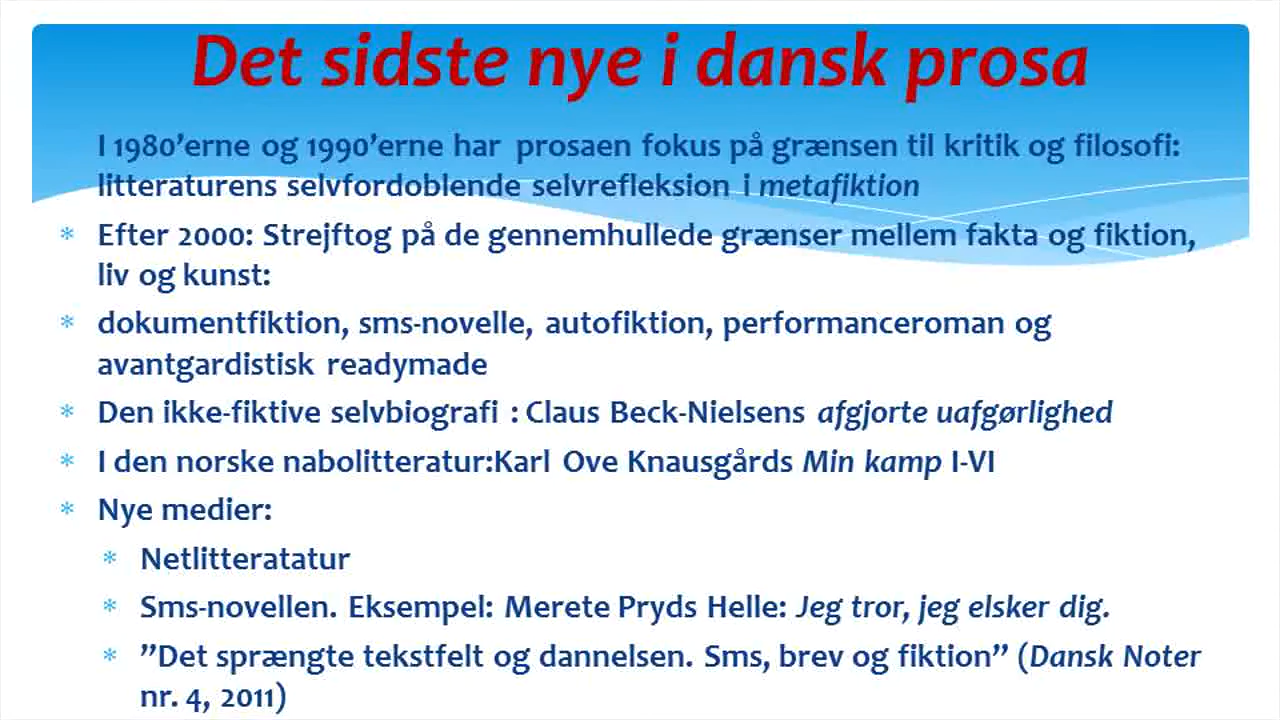 Det sidste nye i dansk prosa
I 1980’erne og 1990’erne har prosaen fokus på grænsen til kritik og filosofi:
litteraturens selvfordoblende selvrefleksion i metafiktion
* Efter 2000: Strejftog på de gennemhullede grænser mellem fakta og fiktion,
liv og kunst:
* dokumentfiktion, sms-novelle, autofiktion, performanceroman og
avantgardistisk readymade
* Den ikke-fiktive selvbiografi : Claus Beck-Nielsens afgjorte uafgørlighed
* I den norske nabolitteratur:Karl Ove Knausgårds Min kamp I-VI
* Nye medier:
* Netlitteratatur
* Sms-novellen. Eksempel: Merete Pryds Helle: Jeg tror, jeg elsker dig.
* ”Det sprængte tekstfelt og dannelsen. Sms, brev og fiktion” (Dansk Noter
nr. 4, 2011)